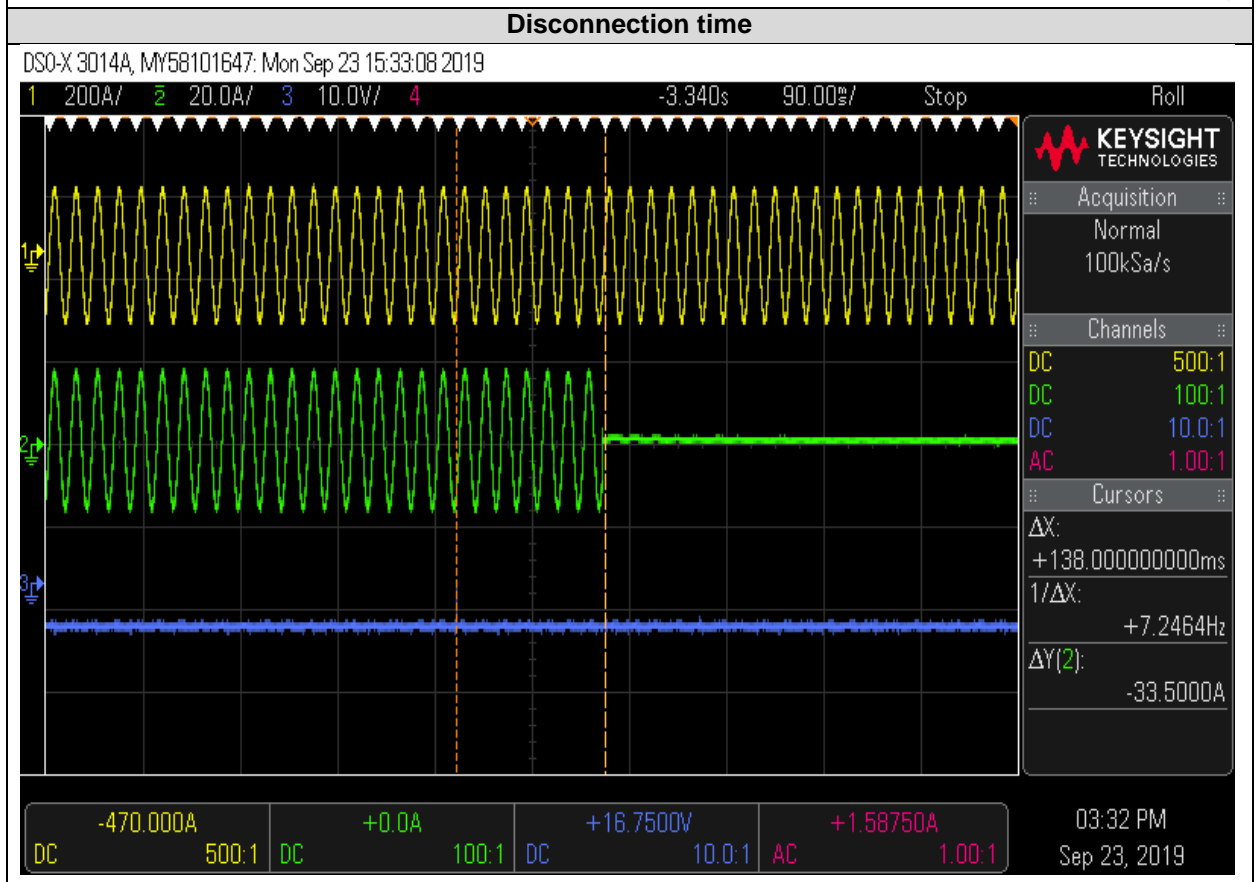 Disconnection time
DSO-X 3014A, MY58101647: Mon Sep 23 15:33:08 2019
1 200A/ 2 20.0A/ 3 10.0V/ 4 -3.340s 90.00ms/ Stop Roll
KEYSIGHT
TECHNOLOGIES
Acquisition
Normal
100kSa/s
Channels
DC 500:1
DC 100:1
DC 10.0:1
AC 1.00:1
Cursors
ΔX:
+138.000000000ms
1/ΔX:
+7.2464Hz
ΔY(2):
-33.5000A
1
2
3
-470.000A +0.0A +16.7500V +1.58750A
DC 500:1 DC 100:1 DC 10.0:1 AC 1.00:1
03:32 PM
Sep 23, 2019